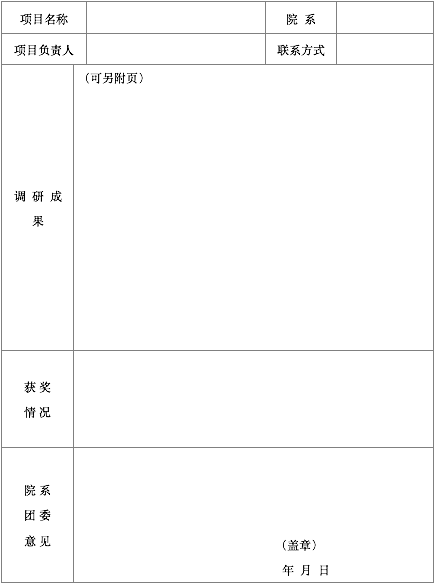 项目名称 院 系
项目负责人 联系方式
（可另附页）
调 研 成
果
获 奖
情 况
院 系
团 委
意 见
（盖章）
年 月 日